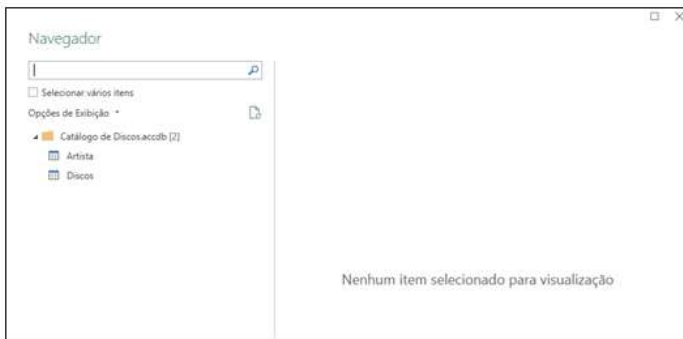 Navegador
Selecionar vários itens
Opções de Exibição
Catálogo de Discos.accdb [2]
Artista
Discos
Nenhum item selecionado para visualização